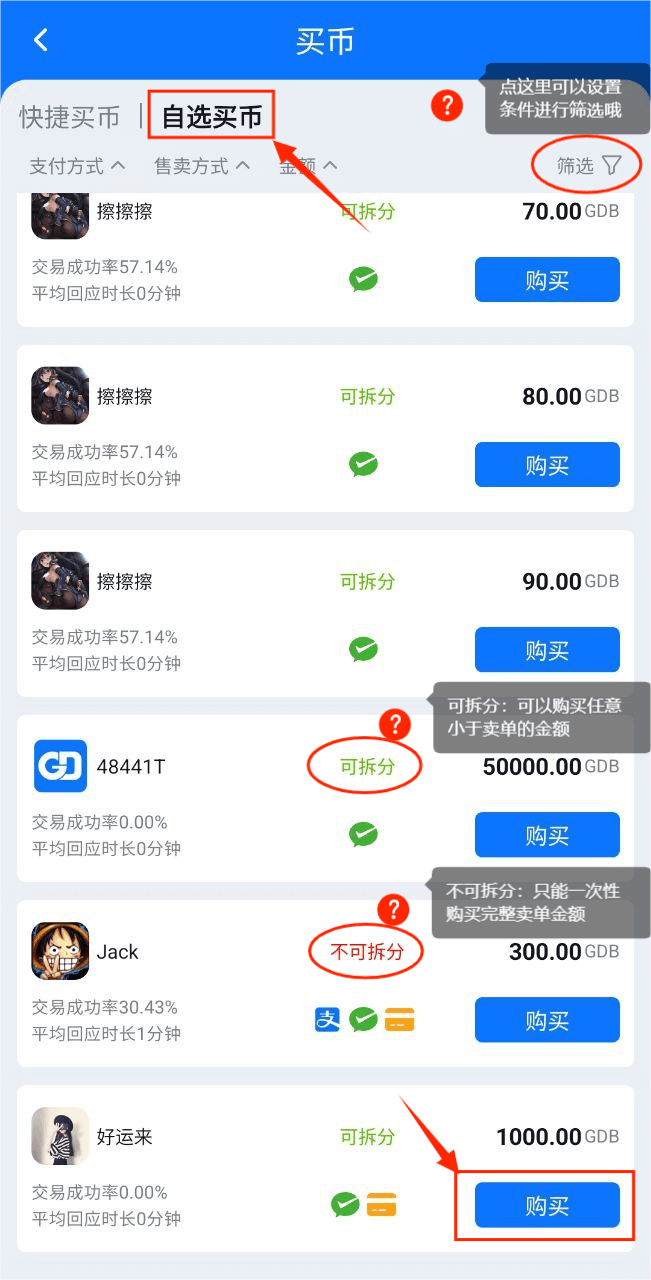 买币
点这里可以设置
条件进行筛选哦
?
快捷买币 | 自选买币
支付方式 售卖方式 金额 筛选
擦擦擦 可拆分 70.00 GDB
交易成功率57.14%
平均回应时长0分钟
购买
擦擦擦 可拆分 80.00 GDB
交易成功率57.14%
平均回应时长0分钟
购买
擦擦擦 可拆分 90.00 GDB
交易成功率57.14%
平均回应时长0分钟
购买
可拆分：可以购买任意
小于卖单的金额
?
GD 48441T 可拆分 50000.00 GDB
交易成功率0.00%
平均回应时长0分钟
购买
不可拆分：只能一次性
购买完整卖单金额
?
Jack 不可拆分 300.00 GDB
交易成功率30.43%
平均回应时长1分钟
支
购买
好运来 可拆分 1000.00 GDB
交易成功率0.00%
平均回应时长0分钟
购买